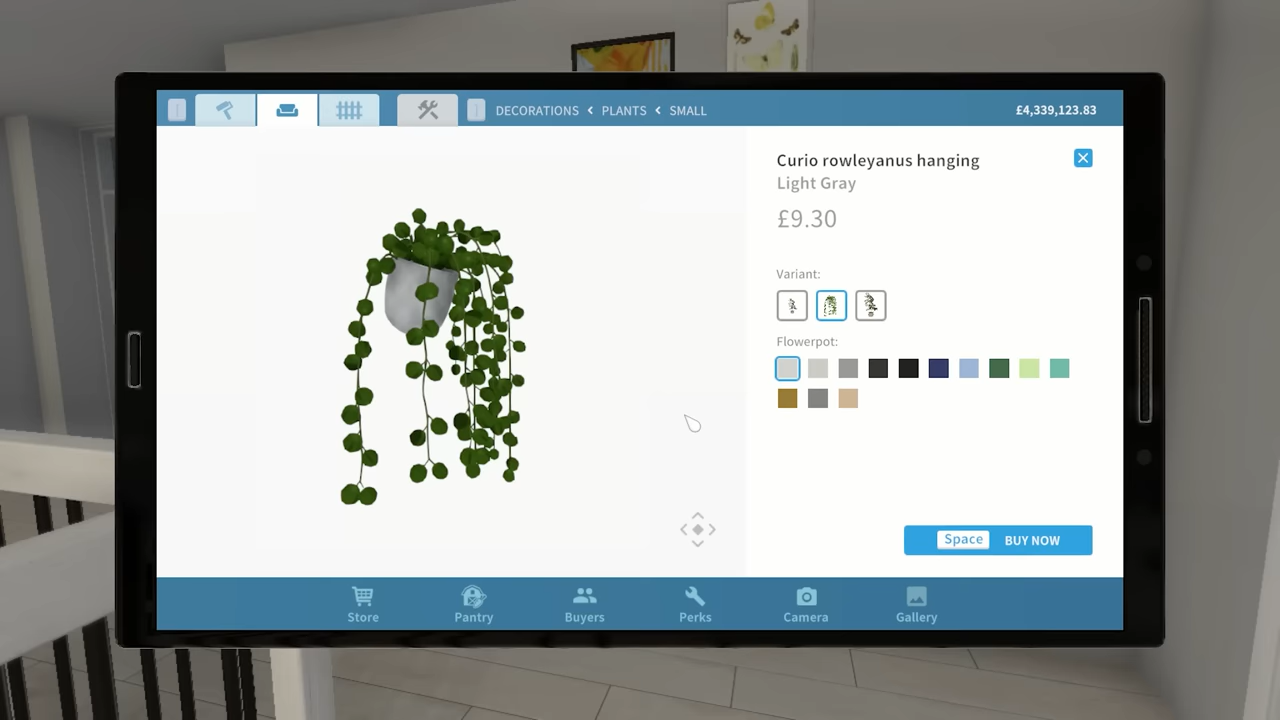 DECORATIONS < PLANTS < SMALL
£4,339,123.83
Curio rowleyanus hanging
Light Gray
£9.30
Variant:
Flowerpot:
Space BUY NOW
Store Pantry Buyers Perks Camera Gallery